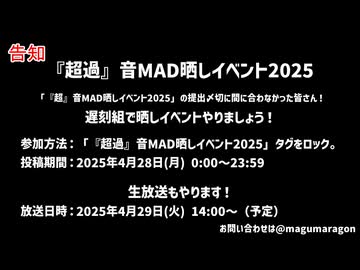 告知
『超過』音MAD晒しイベント2025
「『超』音MAD晒しイベント2025」の提出〆切に間に合わなかった皆さん！
遅刻組で晒しイベントやりましょう！
参加方法：「『超過』音MAD晒しイベント2025」タグをロック。
投稿期間：2025年4月28日(月) 0:00～23:59
生放送もやります！
放送日時：2025年4月29日(火) 14:00～（予定）
お問い合わせは@magumaragon